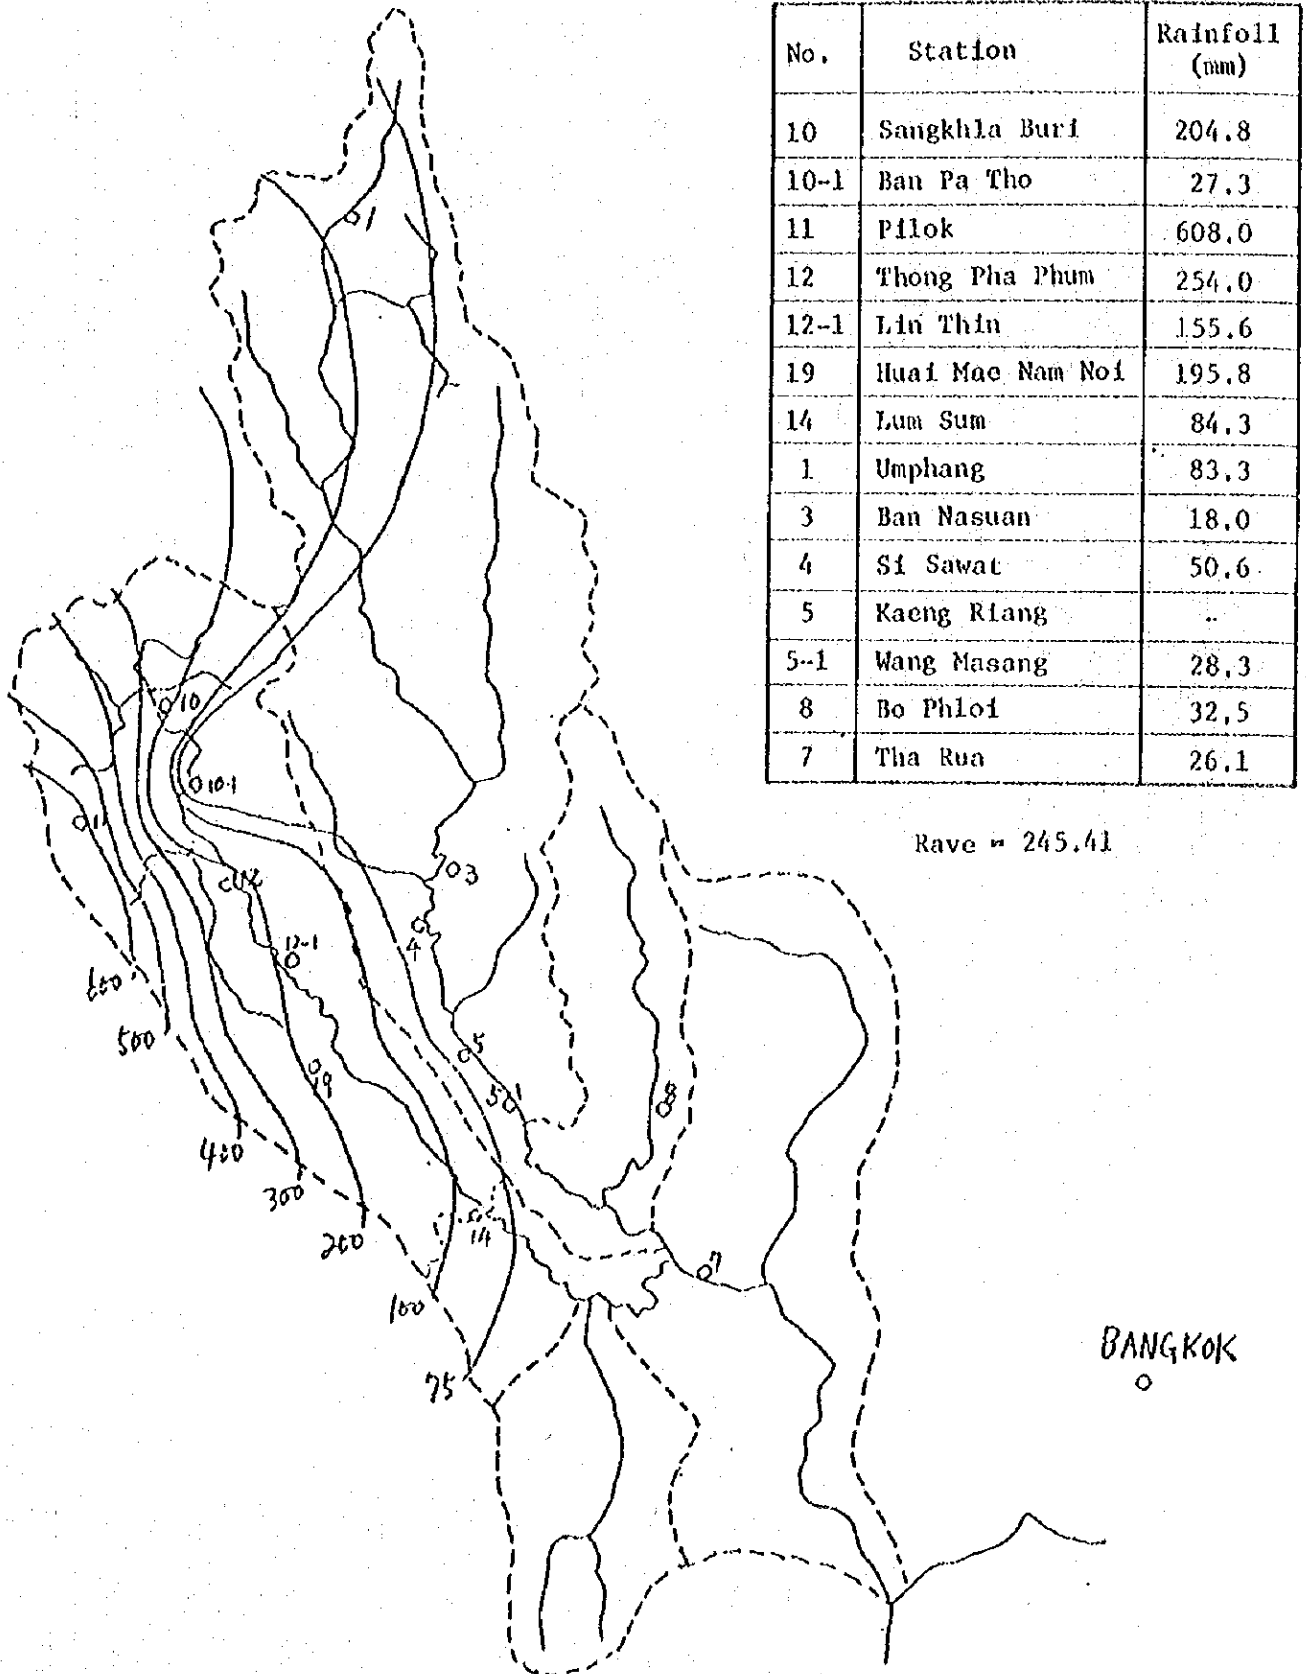 No. Station Rainfoll (mm)
10 Sangkhla Buri 204.8
10-1 Ban Pa Tho 27.3
11 Pilok 608.0
12 Thong Pha Phum 254.0
12-1 Lin Thin 155.6
19 Huai Mae Nam Noi 195.8
14 Lum Sum 84.3
1 Umphang 83.3
3 Ban Nasuan 18.0
4 Si Sawat 50.6
5 Kaeng Riang ..
5-1 Wang Masang 28.3
8 Bo Phloi 32.5
7 Tha Rua 26.1
Rave = 245.41
1
10
10-1
11
3
4
12-1
600
500
5
19
8
400
300
200
14
7
100
75
BANGKOK